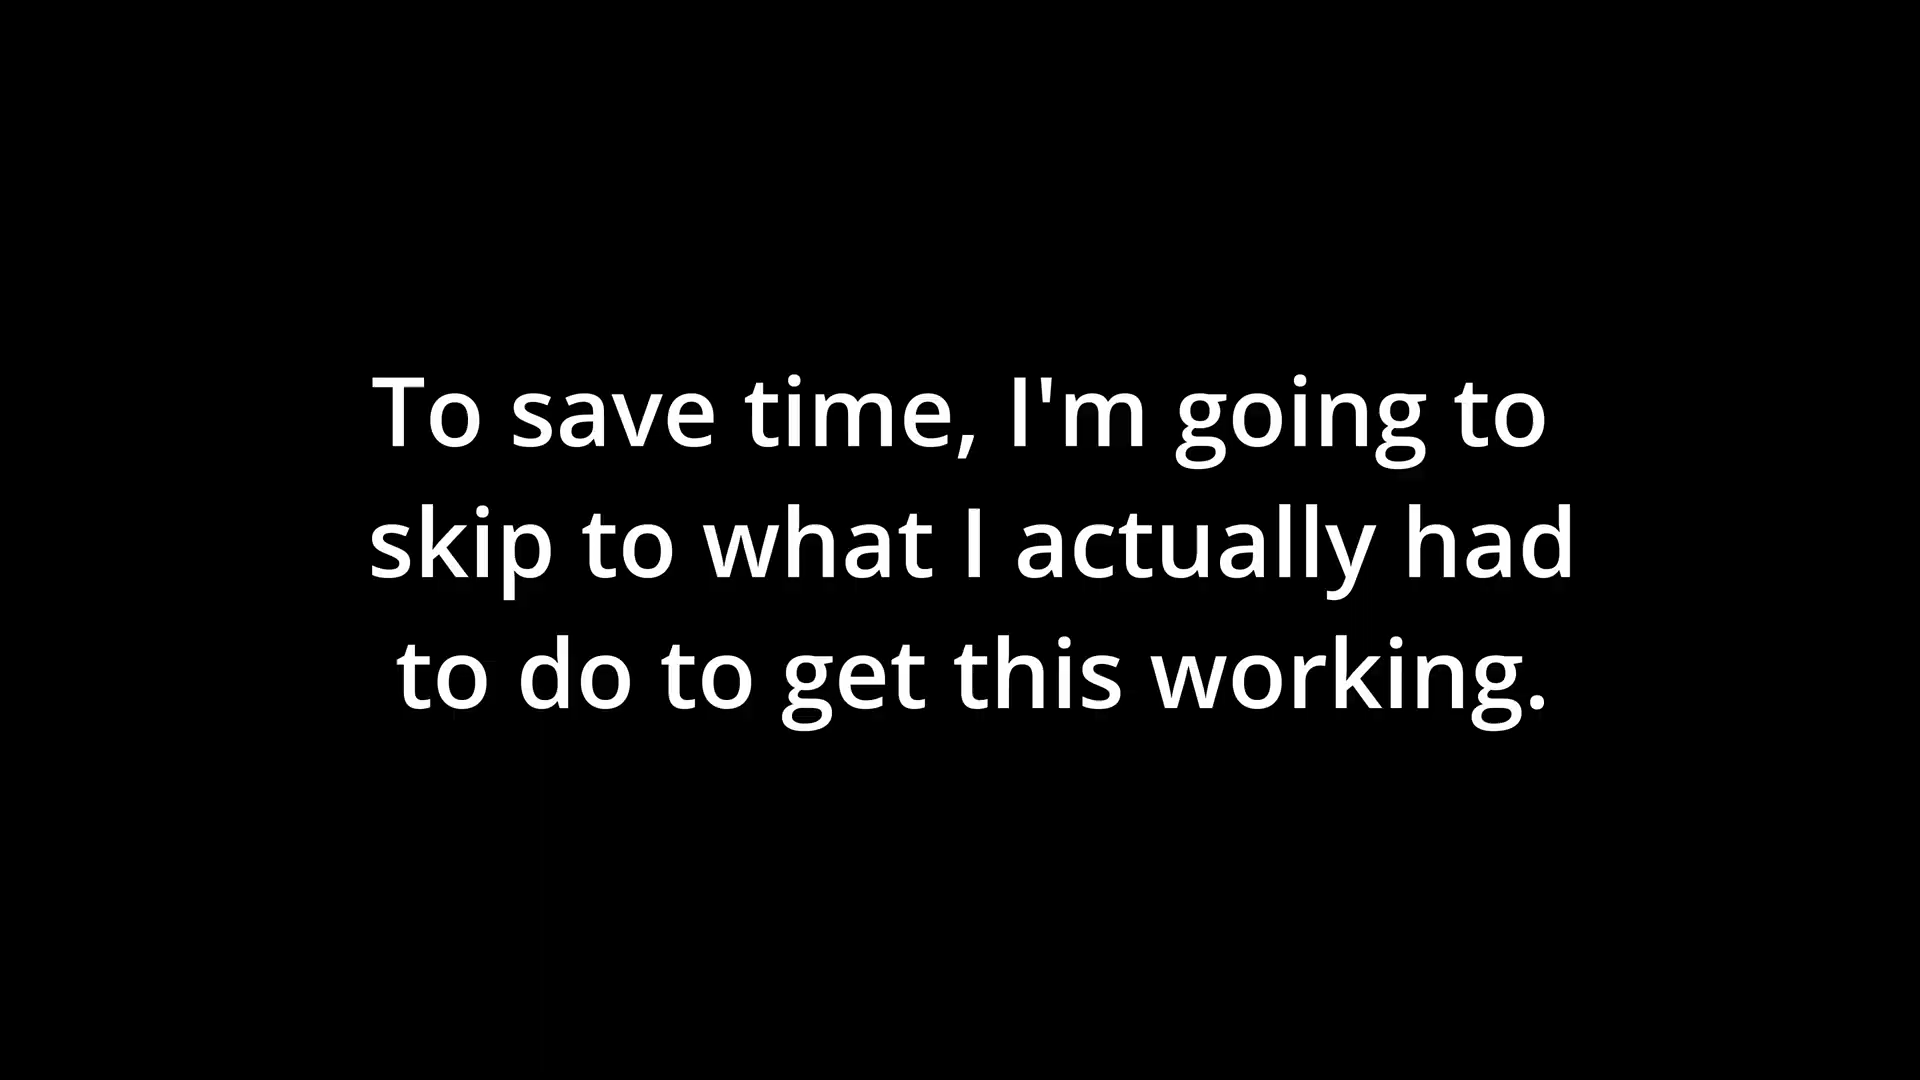 To save time, I'm going to
skip to what I actually had
to do to get this working.